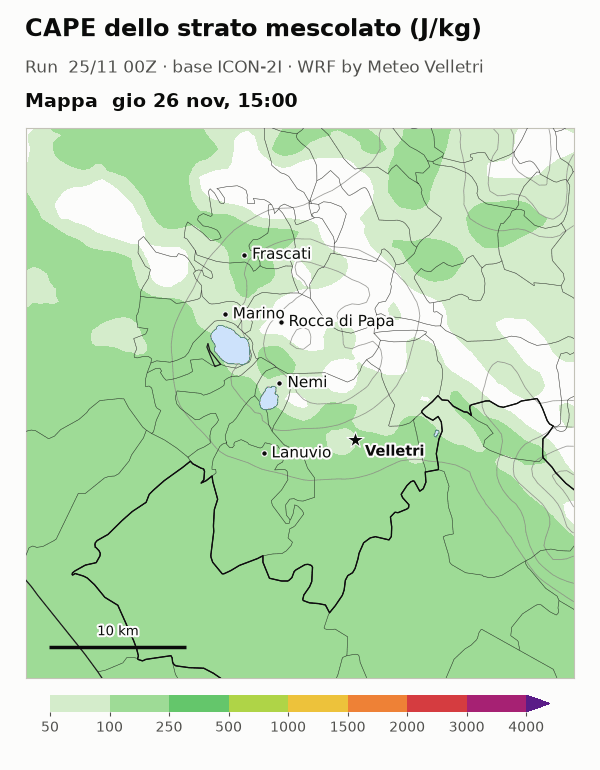 CAPE dello strato mescolato (J/kg)
Run  25/11 00Z · base ICON-2I · WRF by Meteo Velletri
Mappa  gio 26 nov, 15:00
Frascati
Marino
Rocca di Papa
Nemi
Velletri
Lanuvio
10 km
50 100 250 500 1000 1500 2000 3000 4000